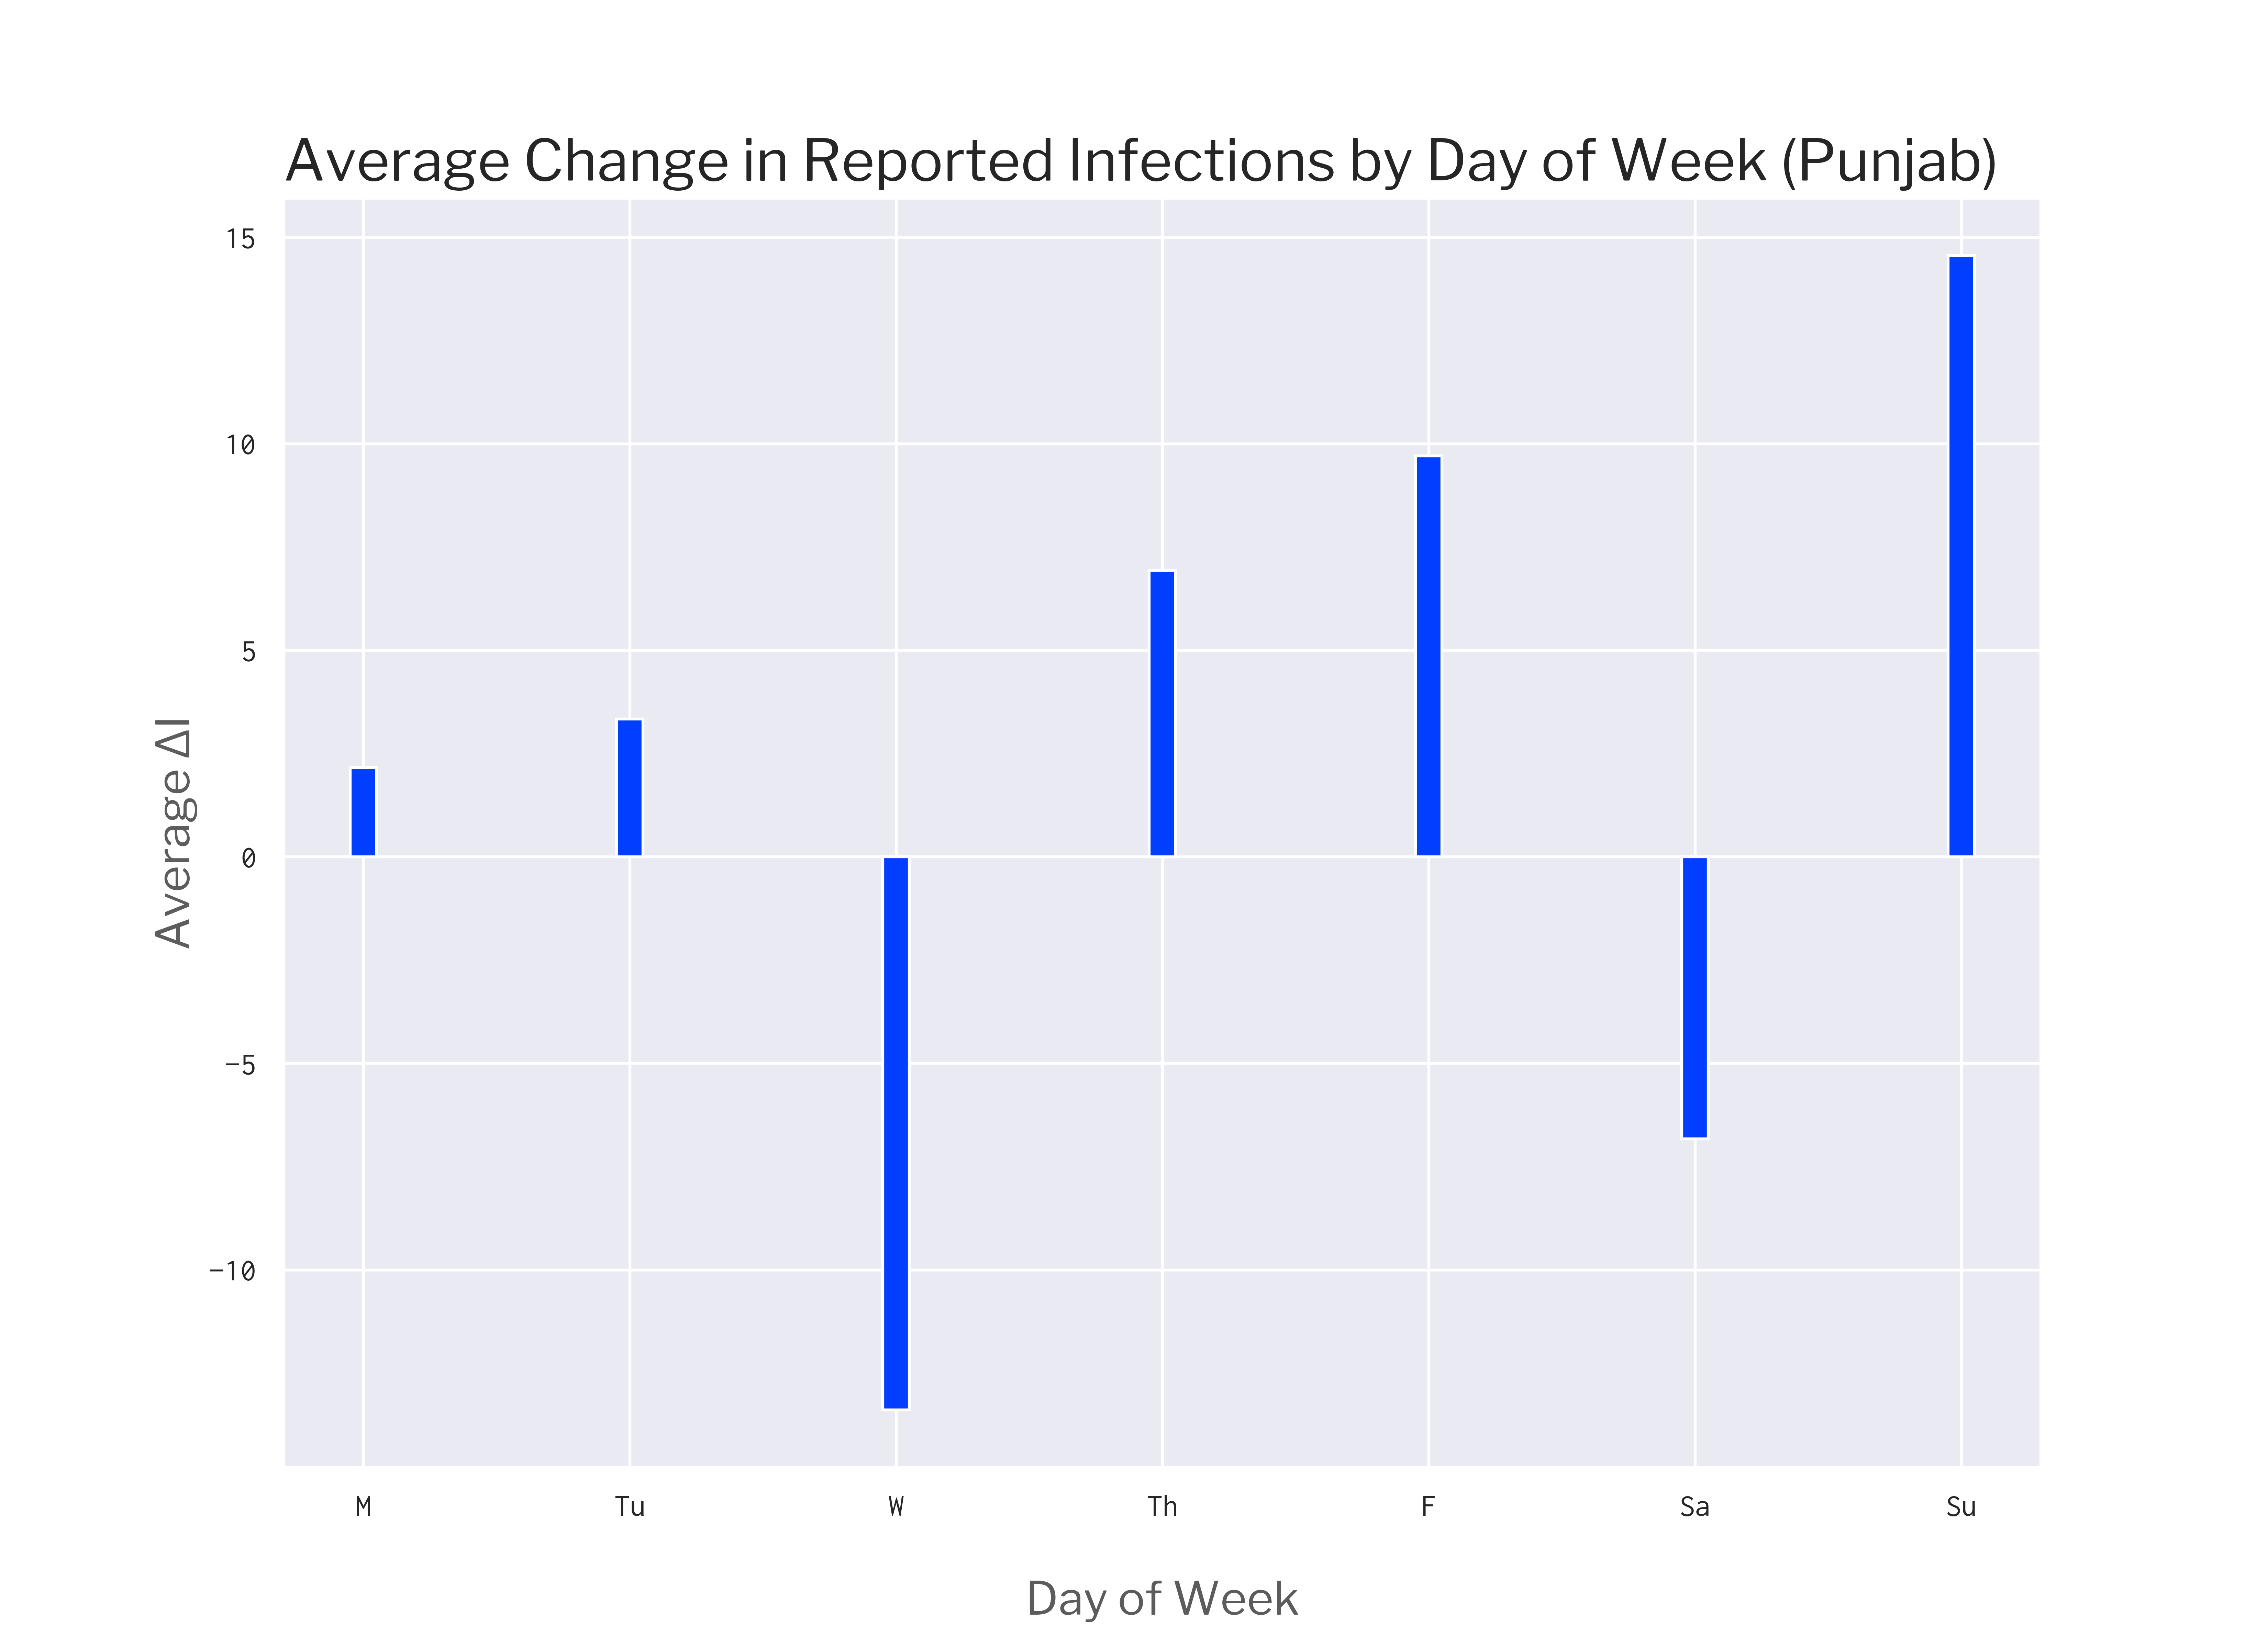 Average Change in Reported Infections by Day of Week (Punjab)
15
10
5
0
−5
−10
Average ΔI
M Tu W Th F Sa Su
Day of Week